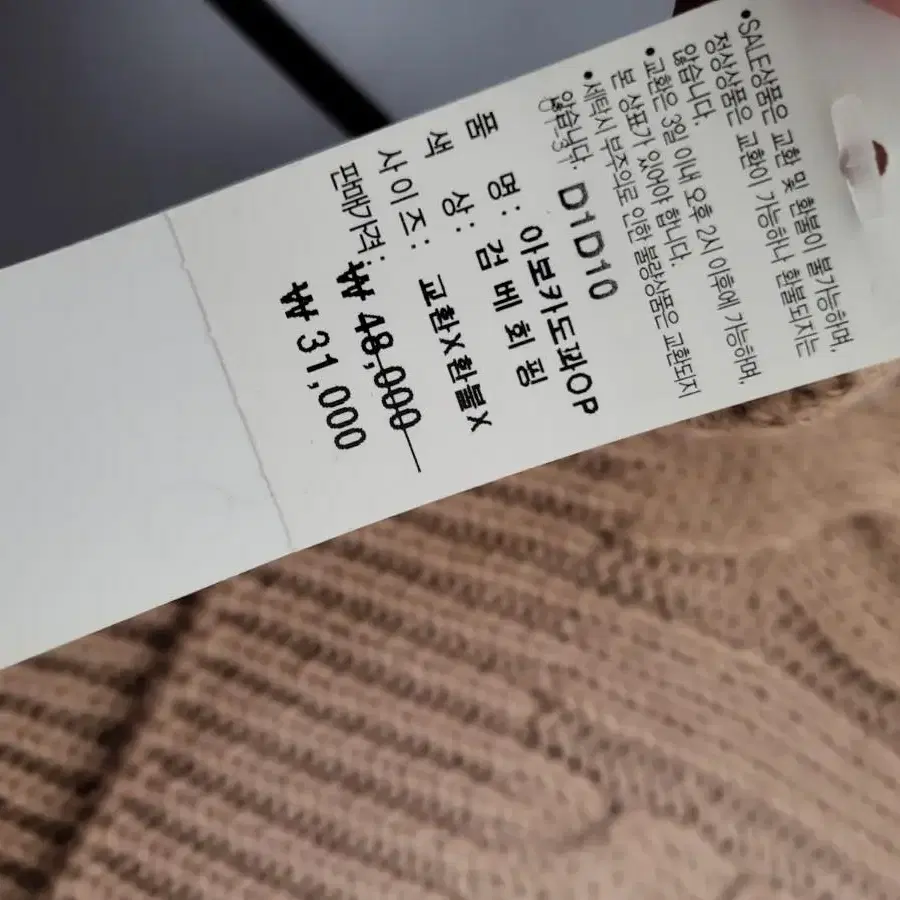 •SALE상품은 교환 및 환불이 불가능하며,
정상상품은 교환이 가능하나 환불되지는
않습니다.
•교환은 3일 이내 오후 2시 이후에 가능하며,
본 상표가 있어야 합니다.
•세탁시 부주의로 인한 불량상품은 교환되지
않습니다. D1D10
품 명: 아보카도파OP
색 상: 검베회핑
사이즈: 교환X환불X
판매가격: ₩ 48,000
₩ 31,000